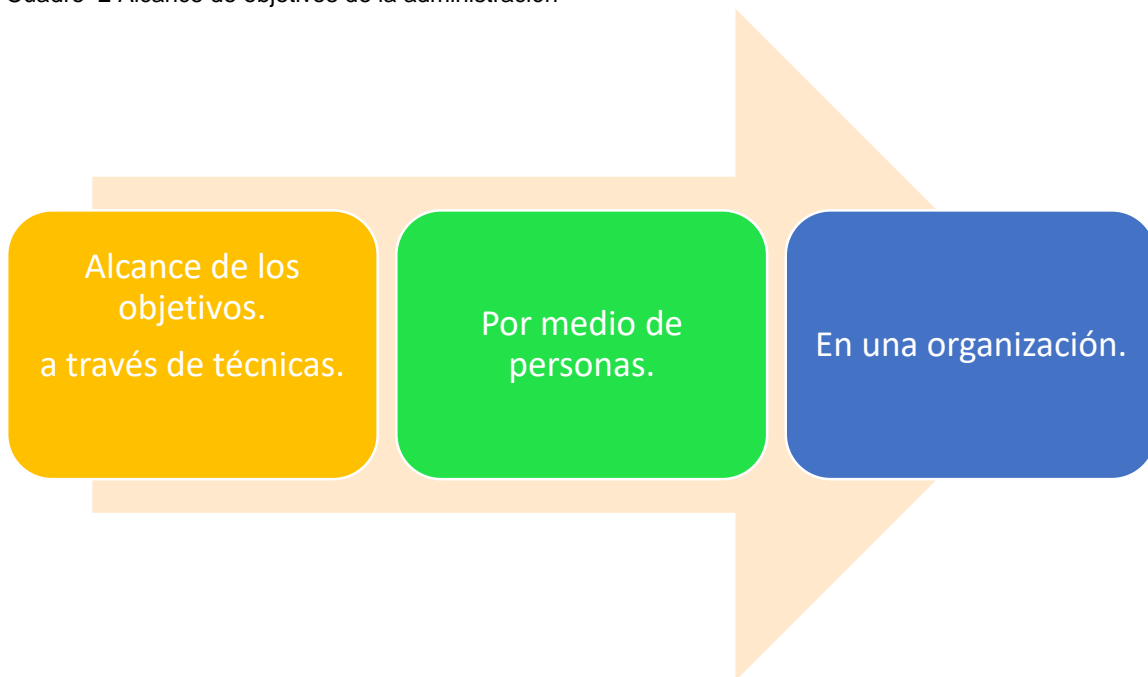 Cuadro 2 Alcance de objetivos de la administración
Alcance de los
objetivos.
a través de técnicas.
Por medio de
personas.
En una organización.